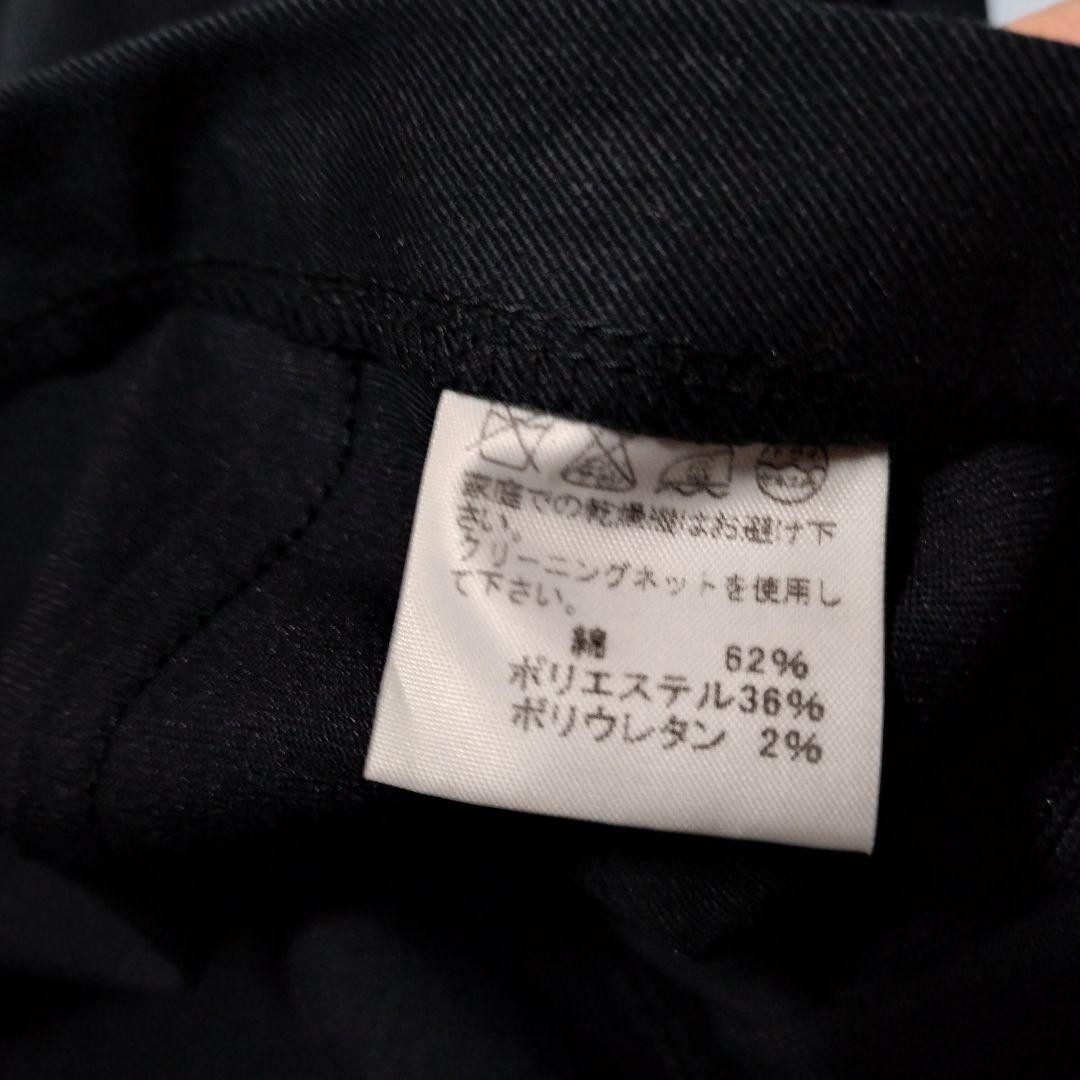 家庭での乾燥機はお避け下
さい。
クリーニングネットを使用し
て下さい。
綿 62%
ポリエステル36%
ポリウレタン 2%